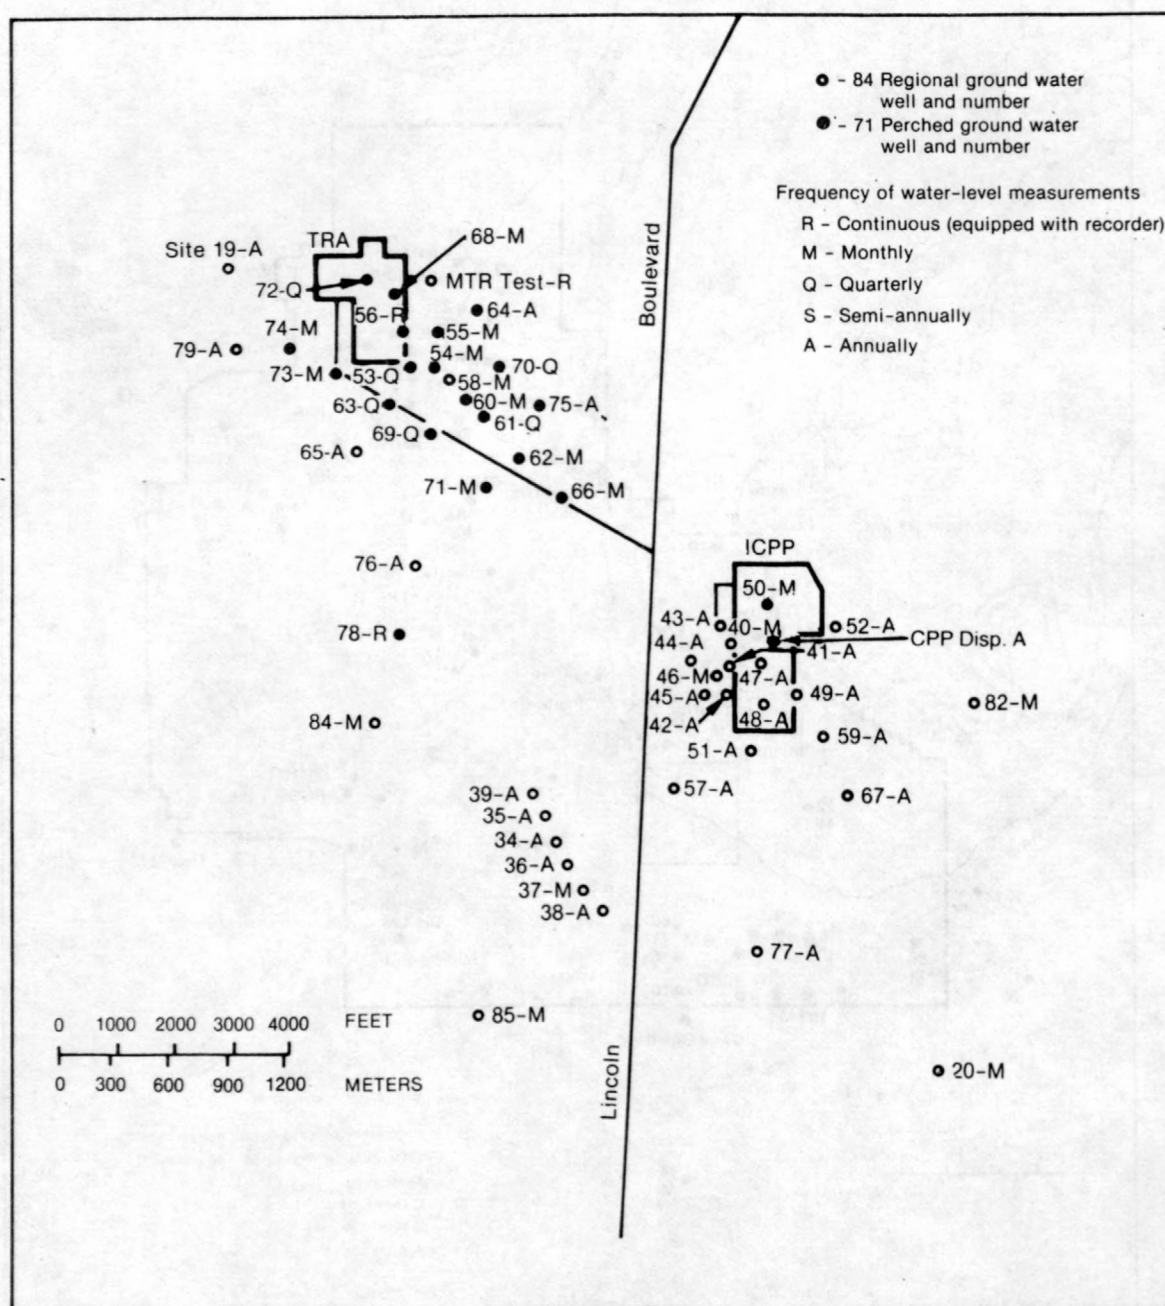 - 84 Regional ground water
well and number
- 71 Perched ground water
well and number
Frequency of water-level measurements
R - Continuous (equipped with recorder)
M - Monthly
Q - Quarterly
S - Semi-annually
A - Annually
Boulevard
TRA
68-M
Site 19-A
MTR Test-R
72-Q
56-R
64-A
74-M
55-M
79-A
54-M
73-M
53-Q
70-Q
58-M
60-M
75-A
63-Q
61-Q
69-Q
65-A
62-M
71-M
66-M
ICPP
76-A
50-M
43-A
40-M
52-A
78-R
44-A
41-A
CPP Disp. A
46-M
47-A
45-A
49-A
82-M
84-M
42-A
48-A
59-A
51-A
57-A
67-A
39-A
35-A
34-A
36-A
37-M
38-A
77-A
85-M
0 1000 2000 3000 4000 FEET
0 300 600 900 1200 METERS
20-M
Lincoln